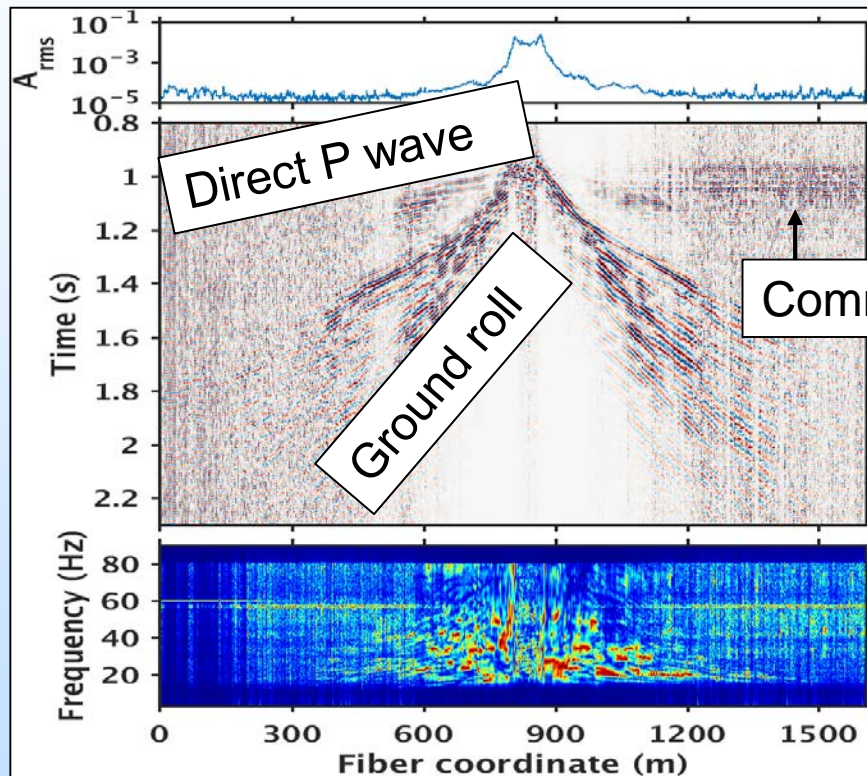 A rms
10-1
10-3
10-5
0.8
1
1.2
1.4
1.6
1.8
2
2.2
Time (s)
Direct P wave
Ground roll
Com
80
60
40
20
Frequency (Hz)
0 300 600 900 1200 1500
Fiber coordinate (m)